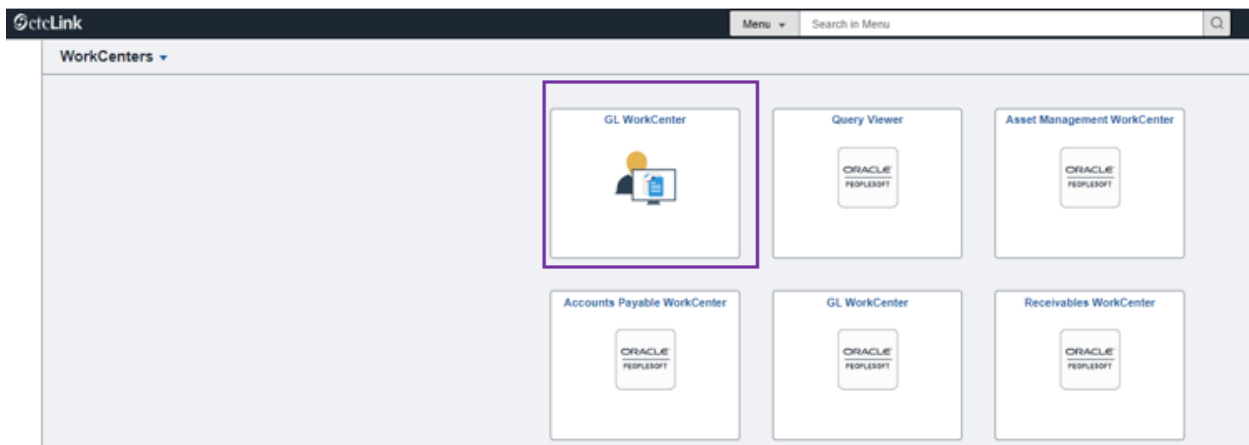 ctcLink
Menu
Search in Menu
WorkCenters
GL WorkCenter
Query Viewer
Asset Management WorkCenter
ORACLE
PEOPLESOFT
ORACLE
PEOPLESOFT
Accounts Payable WorkCenter
GL WorkCenter
Receivables WorkCenter
ORACLE
PEOPLESOFT
ORACLE
PEOPLESOFT
ORACLE
PEOPLESOFT